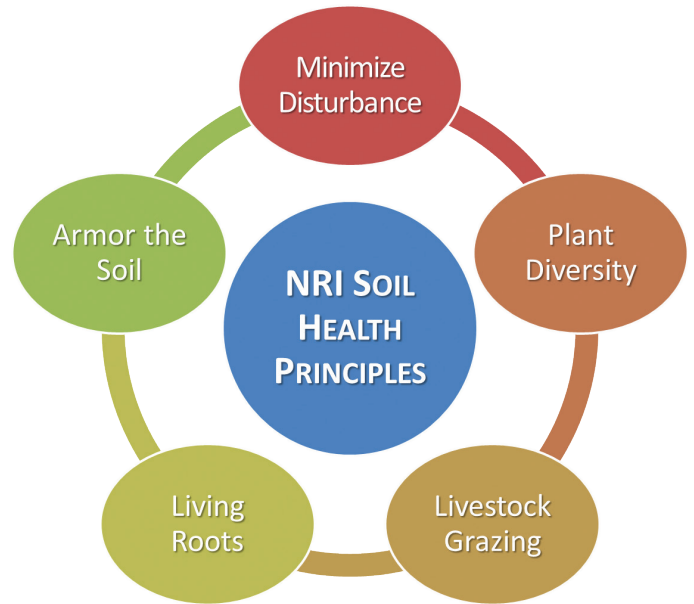 Minimize
Disturbance
Plant
Diversity
Livestock
Grazing
Living
Roots
Armor the
Soil
NRI SOIL
HEALTH
PRINCIPLES